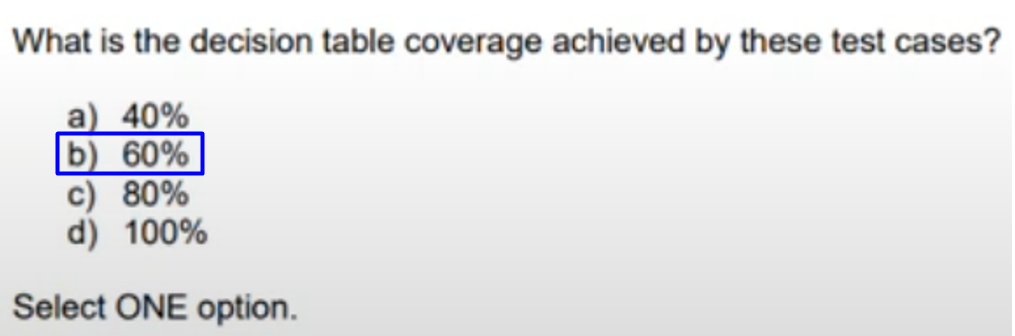 What is the decision table coverage achieved by these test cases?
a) 40%
b) 60%
c) 80%
d) 100%
Select ONE option.